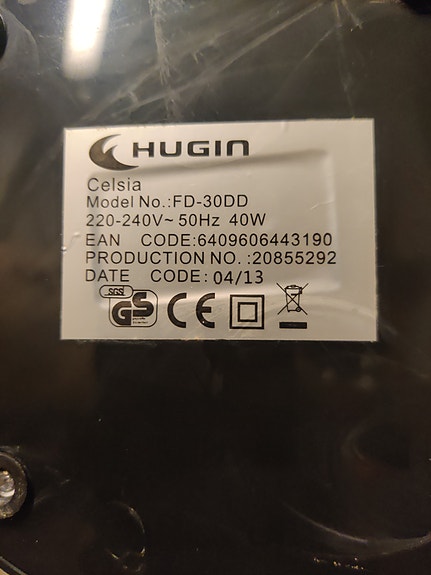 HUGIN
Celsia
Model No.:FD-30DD
220-240V~ 50Hz 40W
EAN CODE:6409606443190
PRODUCTION NO.:20855292
DATE CODE: 04/13
SGS
GS
CE